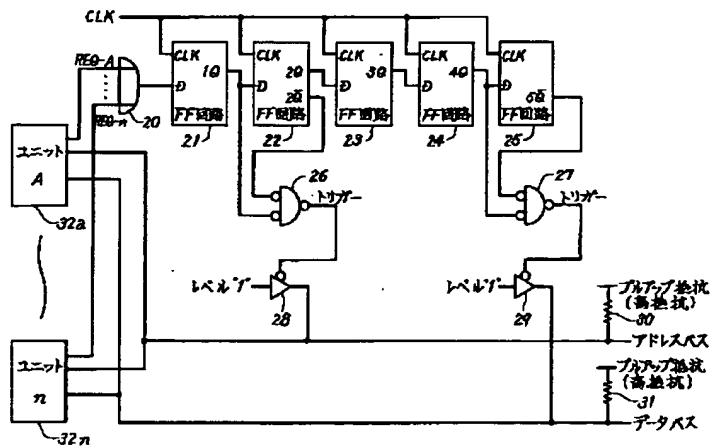 CLK
CLK
CLK
CLK
CLK
CLK
REQ-A
REQ-n
20
D
1Q
FF回路
21
D
2Q
2Q̅
FF回路
22
D
3Q
FF回路
23
D
4Q
FF回路
24
D
5Q̅
FF回路
25
ユニット
A
32a
26
トリガー
27
トリガー
レベル"1"
28
レベル"1"
29
プルアップ抵抗
(高抵抗)
30
アドレスバス
プルアップ抵抗
(高抵抗)
31
データバス
ユニット
n
32n